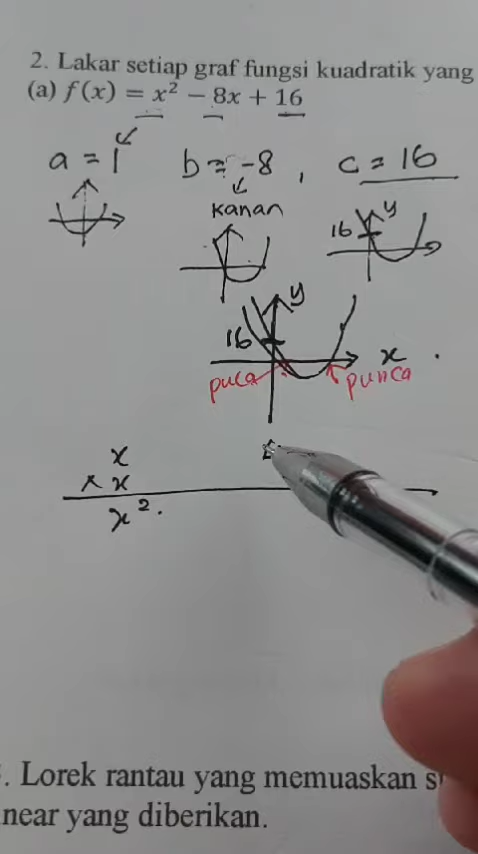 2. Lakar setiap graf fungsi kuadratik yang
(a) f(x) = x² − 8x + 16
a = 1 b = -8 , c = 16
Kanan
16 y
16 y
x .
puca punca
x
× x
x².
. Lorek rantau yang memuaskan
near yang diberikan.